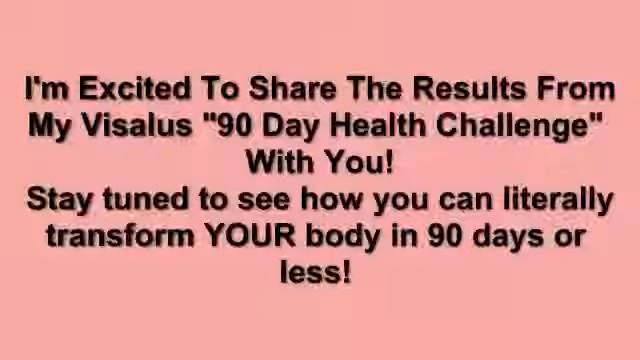 I'm Excited To Share The Results From
My Visalus "90 Day Health Challenge"
With You!
Stay tuned to see how you can literally
transform YOUR body in 90 days or
less!